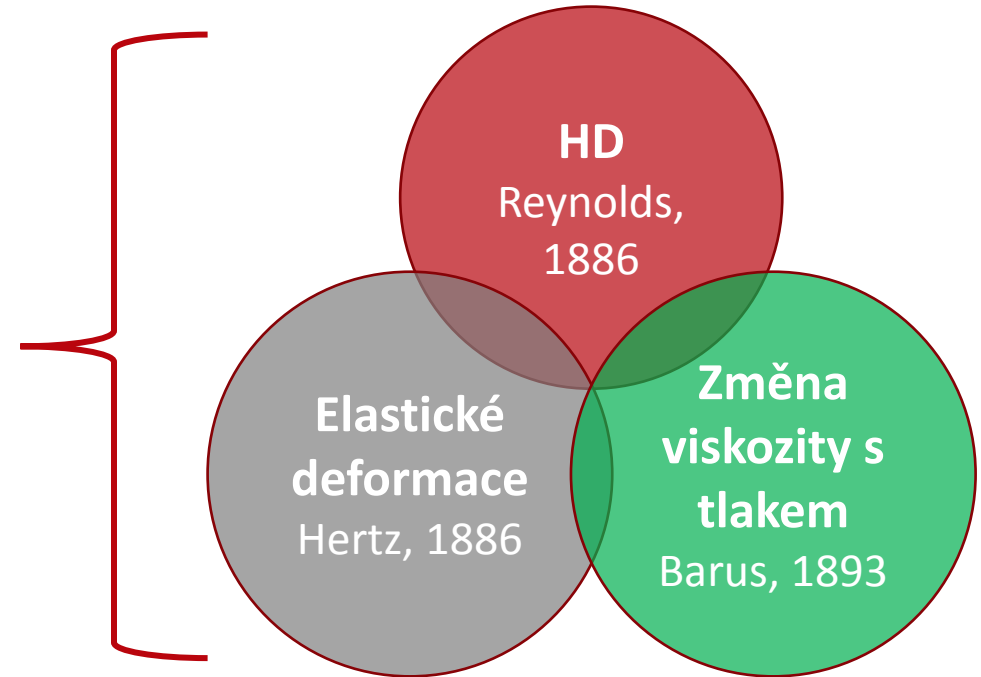 HD
Reynolds,
1886
Elastické
deformace
Hertz, 1886
Změna
viskozity s
tlakem
Barus, 1893